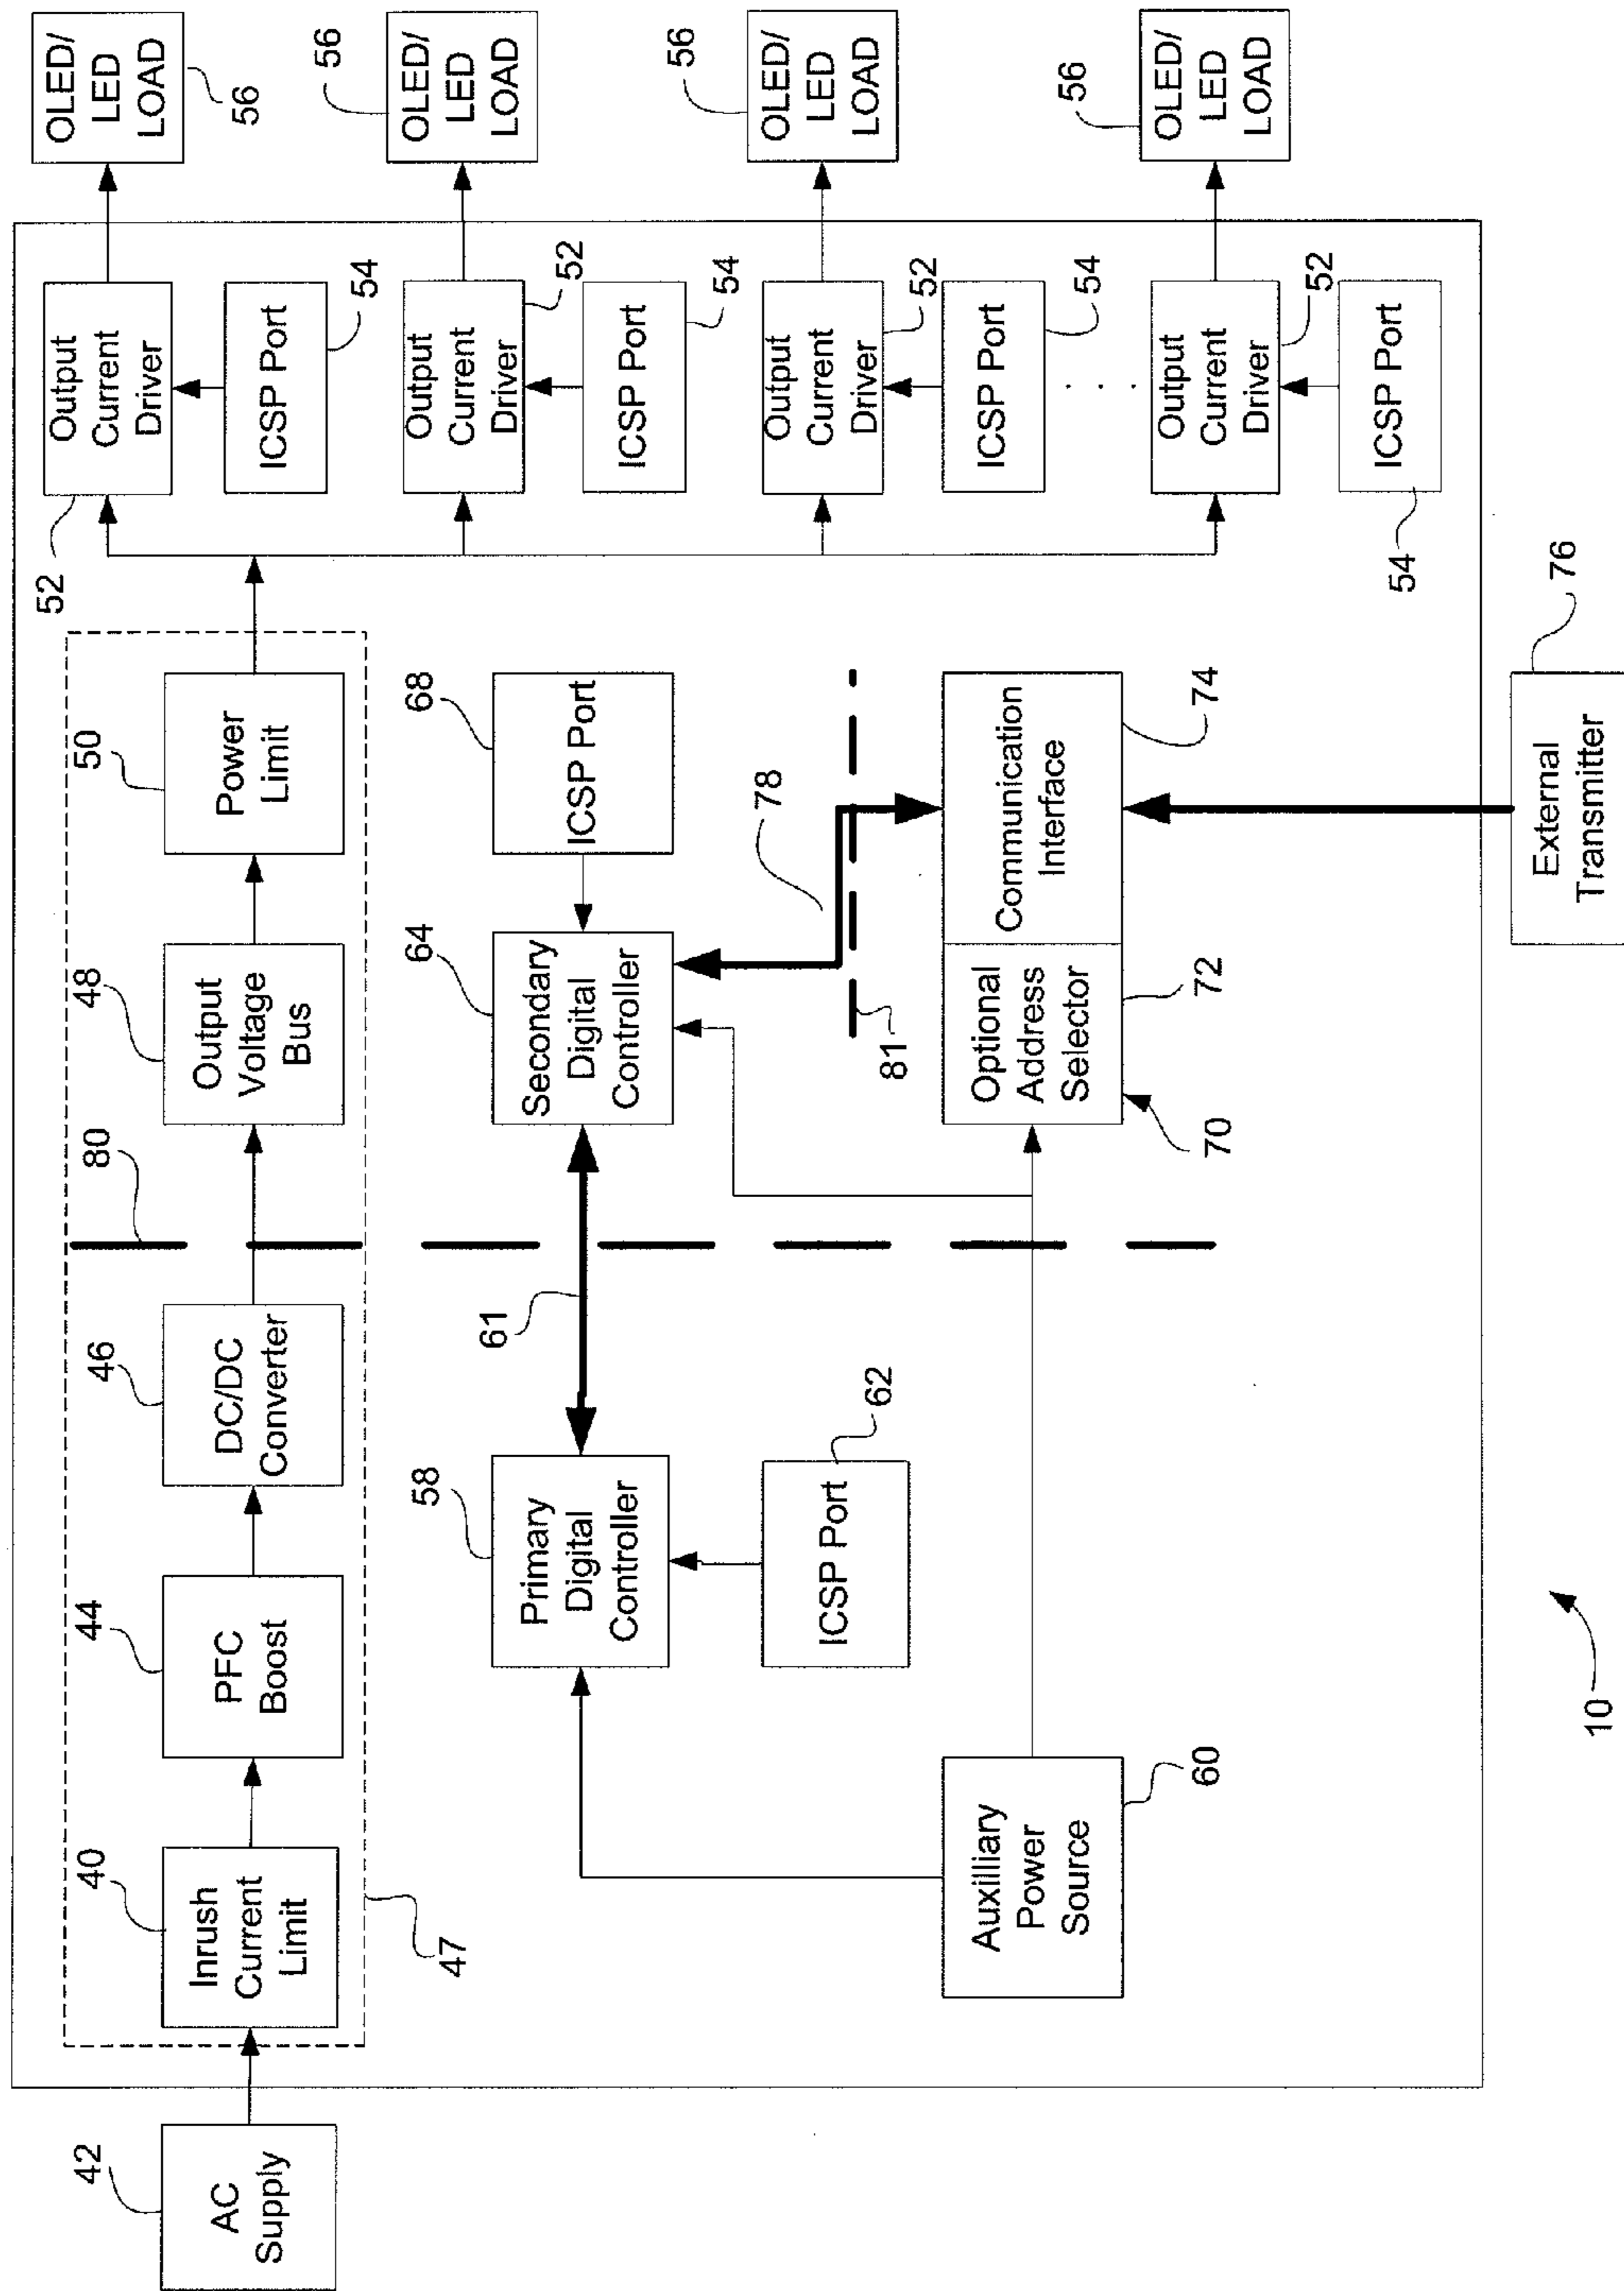 42
AC
Supply
40
Inrush
Current
Limit
44
PFC
Boost
46
DC/DC
Converter
47
80
48
Output
Voltage
Bus
50
Power
Limit
52
Output
Current
Driver
ICSP Port
54
OLED/
LED
LOAD
56
Output
Current
Driver
52
ICSP Port
54
OLED/
LED
LOAD
56
Output
Current
Driver
52
ICSP Port
54
OLED/
LED
LOAD
56
. . . .
Output
Current
Driver
52
ICSP Port
54
OLED/
LED
LOAD
56
58
Primary
Digital
Controller
62
ICSP Port
61
64
Secondary
Digital
Controller
68
ICSP Port
78
81
Auxilliary
Power
Source
60
Optional
Address
Selector
72
70
Communication
Interface
74
External
Transmitter
76
10